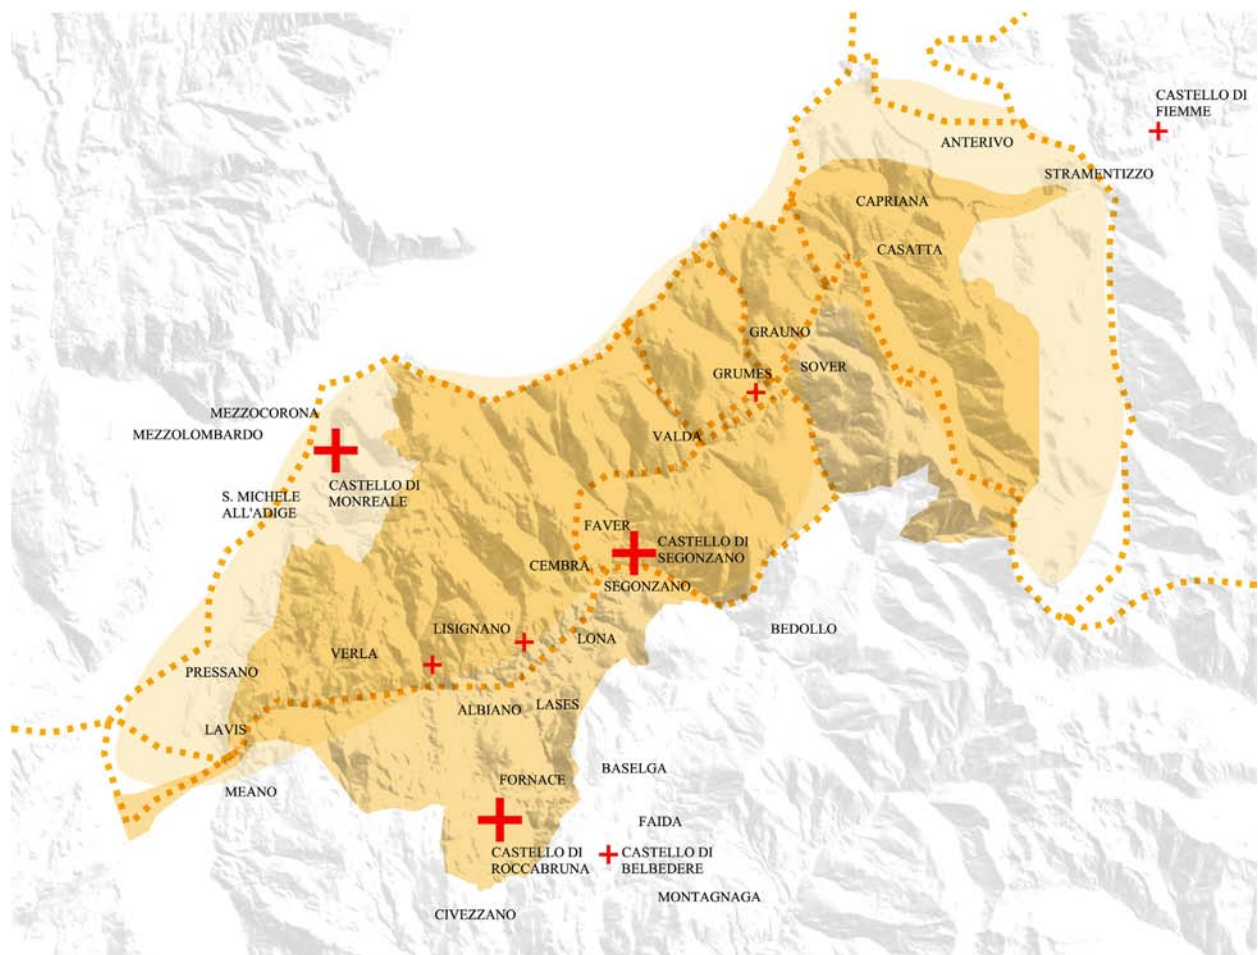 CASTELLO DI
FIEMME
ANTERIVO
STRAMENTIZZO
CAPRIANA
CASATTA
GRAUNO
SOVER
GRUMES
MEZZOCORONA
MEZZOLOMBARDO
VALDA
CASTELLO DI
MONREALE
S. MICHELE
ALL'ADIGE
FAVER
CASTELLO DI
SEGONZANO
CEMBRA
SEGONZANO
LISIGNANO
BEDOLLO
LONA
VERLA
PRESSANO
LASES
ALBIANO
LAVIS
BASELGA
FORNACE
MEANO
FAIDA
CASTELLO DI
ROCCABRUNA
CASTELLO DI
BELBEDERE
MONTAGNAGA
CIVEZZANO